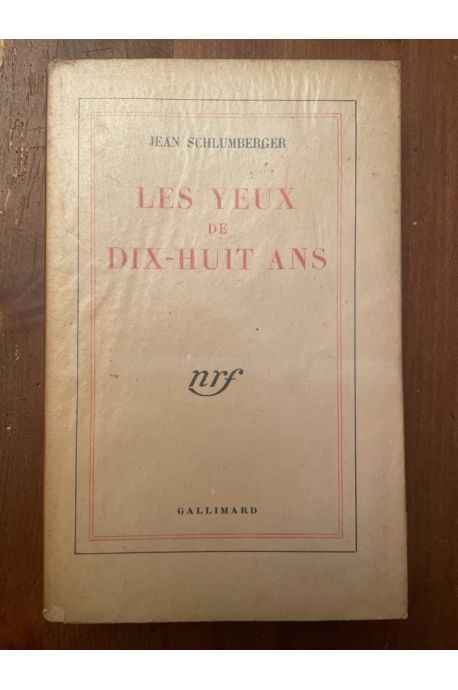 JEAN SCHLUMBERGER
LES YEUX
DE
DIX-HUIT ANS
nrf
GALLIMARD